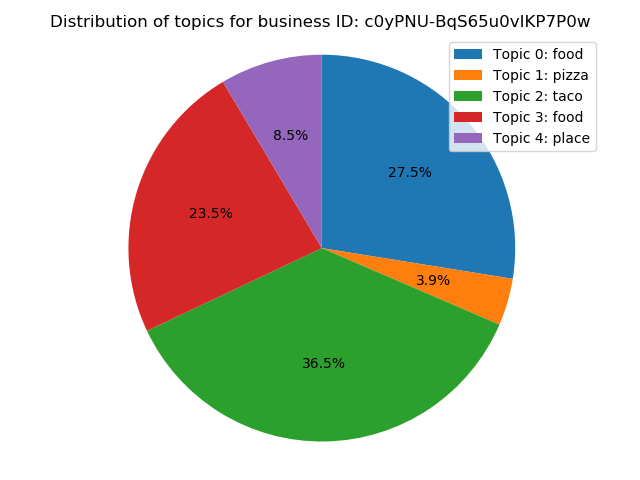 Distribution of topics for business ID: c0yPNU-BqS65u0vIKP7P0w
Topic 0: food
Topic 1: pizza
Topic 2: taco
Topic 3: food
Topic 4: place
8.5%
27.5%
23.5%
3.9%
36.5%